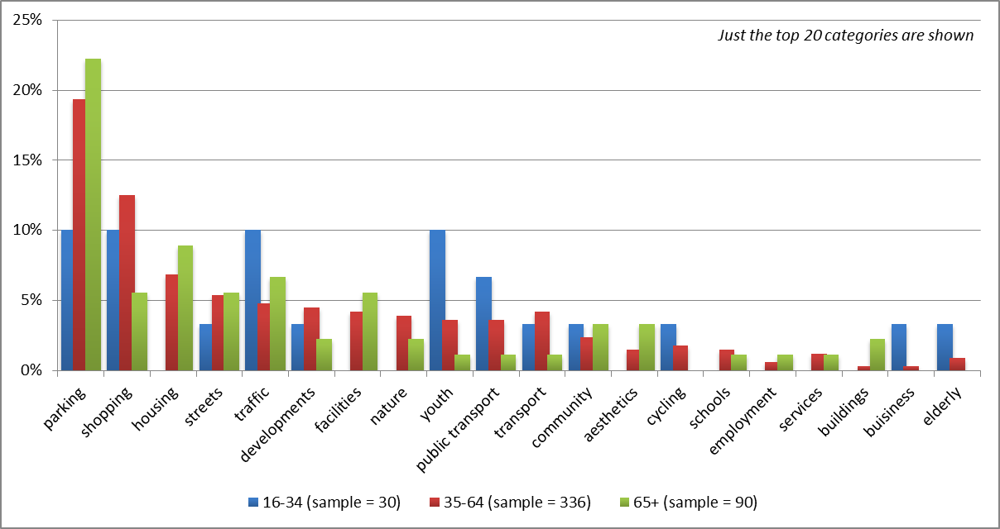 25%
Just the top 20 categories are shown
20%
15%
10%
5%
0%
parking
shopping
housing
streets
traffic
developments
facilities
nature
youth
public transport
transport
community
aesthetics
cycling
schools
employment
services
buildings
buisiness
elderly
16-34 (sample = 30) 35-64 (sample = 336) 65+ (sample = 90)